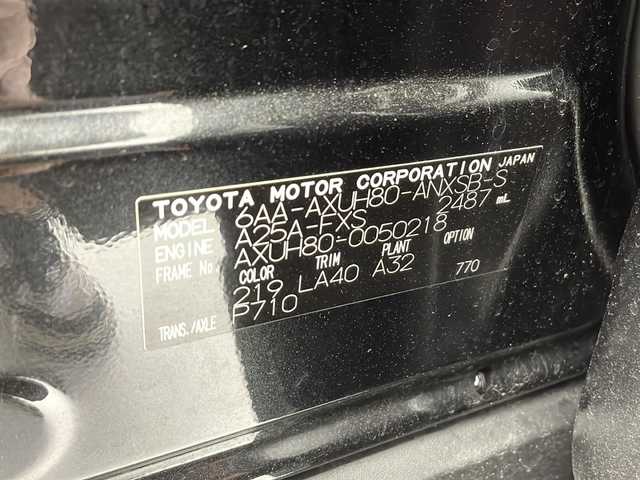 TOYOTA MOTOR CORPORATION JAPAN
MODEL 6AA-AXUH80-ANXSB-S
ENGINE A25A-FXS 2487 mL
FRAME No AXUH80-0050218
COLOR TRIM PLANT OPTION
219 LA40 A32 770
TRANS./AXLE P710